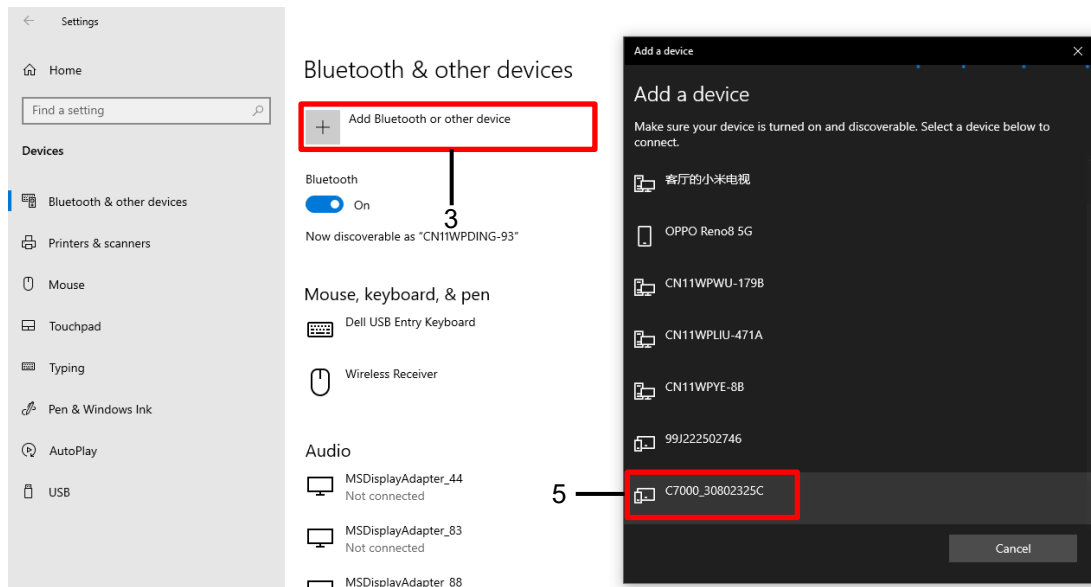 Settings
Home
Find a setting
Devices
Bluetooth & other devices
Printers & scanners
Mouse
Touchpad
Typing
Pen & Windows Ink
AutoPlay
USB
Bluetooth & other devices
Add Bluetooth or other device
Bluetooth
On
3
Now discoverable as "CN11WPDING-93"
Mouse, keyboard, & pen
Dell USB Entry Keyboard
Wireless Receiver
Audio
MSDisplayAdapter_44
Not connected
MSDisplayAdapter_83
Not connected
MSDisplayAdapter_88
Add a device
Add a device
Make sure your device is turned on and discoverable. Select a device below to
connect.
客厅的小米电视
OPPO Reno8 5G
CN11WPWU-179B
CN11WPLIU-471A
CN11WPYE-8B
99J222502746
5
C7000_30802325C
Cancel